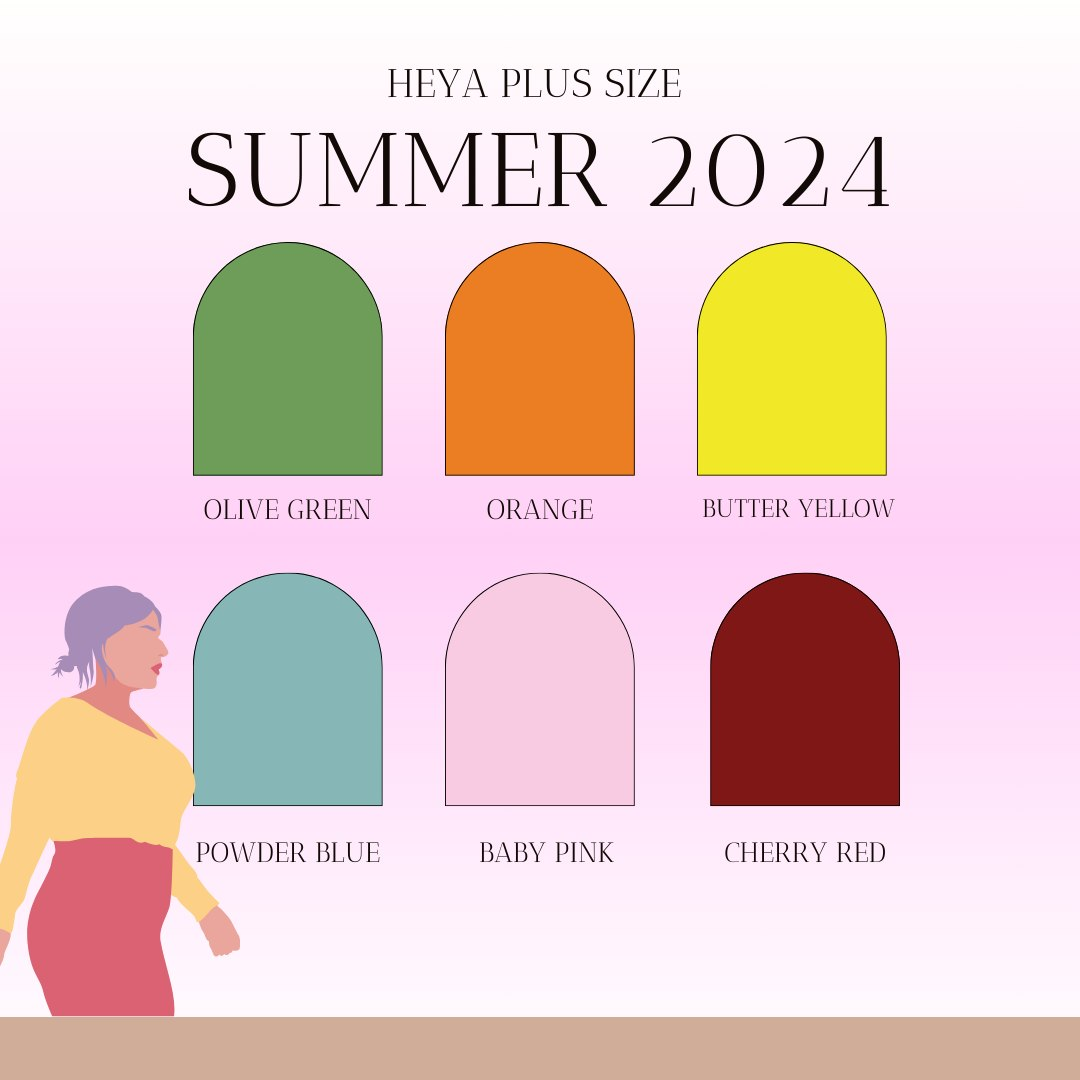 HEYA PLUS SIZE
SUMMER 2024
OLIVE GREEN
ORANGE
BUTTER YELLOW
POWDER BLUE
BABY PINK
CHERRY RED